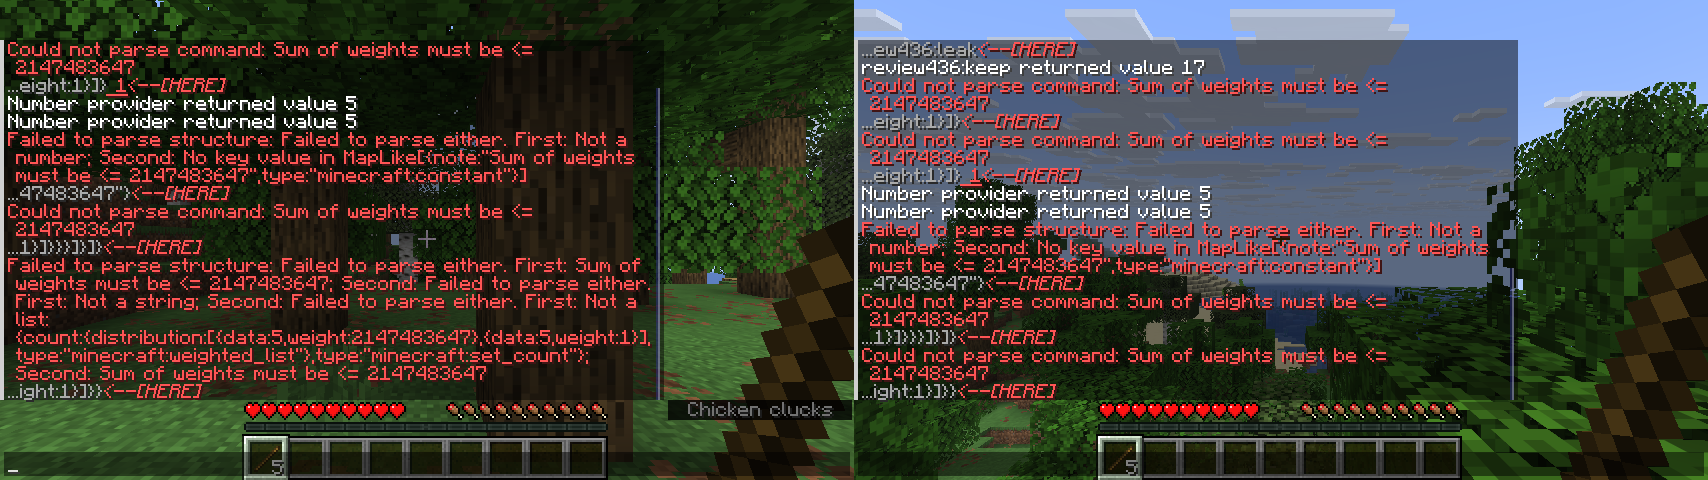 Could not parse command: Sum of weights must be <=
2147483647
...eight:1}]} 1<--[HERE]
Number provider returned value 5
Number provider returned value 5
Failed to parse structure: Failed to parse either. First: Not a
number; Second: No key value in MapLike[{note:"Sum of weights
must be <= 2147483647",type:"minecraft:constant"}]
...47483647"}<--[HERE]
Could not parse command: Sum of weights must be <=
2147483647
...1}]}}}]}]}<--[HERE]
Failed to parse structure: Failed to parse either. First: Sum of
weights must be <= 2147483647; Second: Failed to parse either.
First: Not a string; Second: Failed to parse either. First: Not a
list:
{count:{distribution:[{data:5,weight:2147483647},{data:5,weight:1}],
type:"minecraft:weighted_list"},type:"minecraft:set_count"};
Second: Sum of weights must be <= 2147483647
...ight:1}]}}<--[HERE]
Chicken clucks
5
_
...ew436:leak<--[HERE]
review436:keep returned value 17
Could not parse command: Sum of weights must be <=
2147483647
...eight:1}]}<--[HERE]
Could not parse command: Sum of weights must be <=
2147483647
...eight:1}]} 1<--[HERE]
Number provider returned value 5
Number provider returned value 5
Failed to parse structure: Failed to parse either. First: Not a
number; Second: No key value in MapLike[{note:"Sum of weights
must be <= 2147483647",type:"minecraft:constant"}]
...47483647"}<--[HERE]
Could not parse command: Sum of weights must be <=
2147483647
...1}]}}}]}]}<--[HERE]
Could not parse command: Sum of weights must be <=
2147483647
...ight:1}]}}<--[HERE]
5